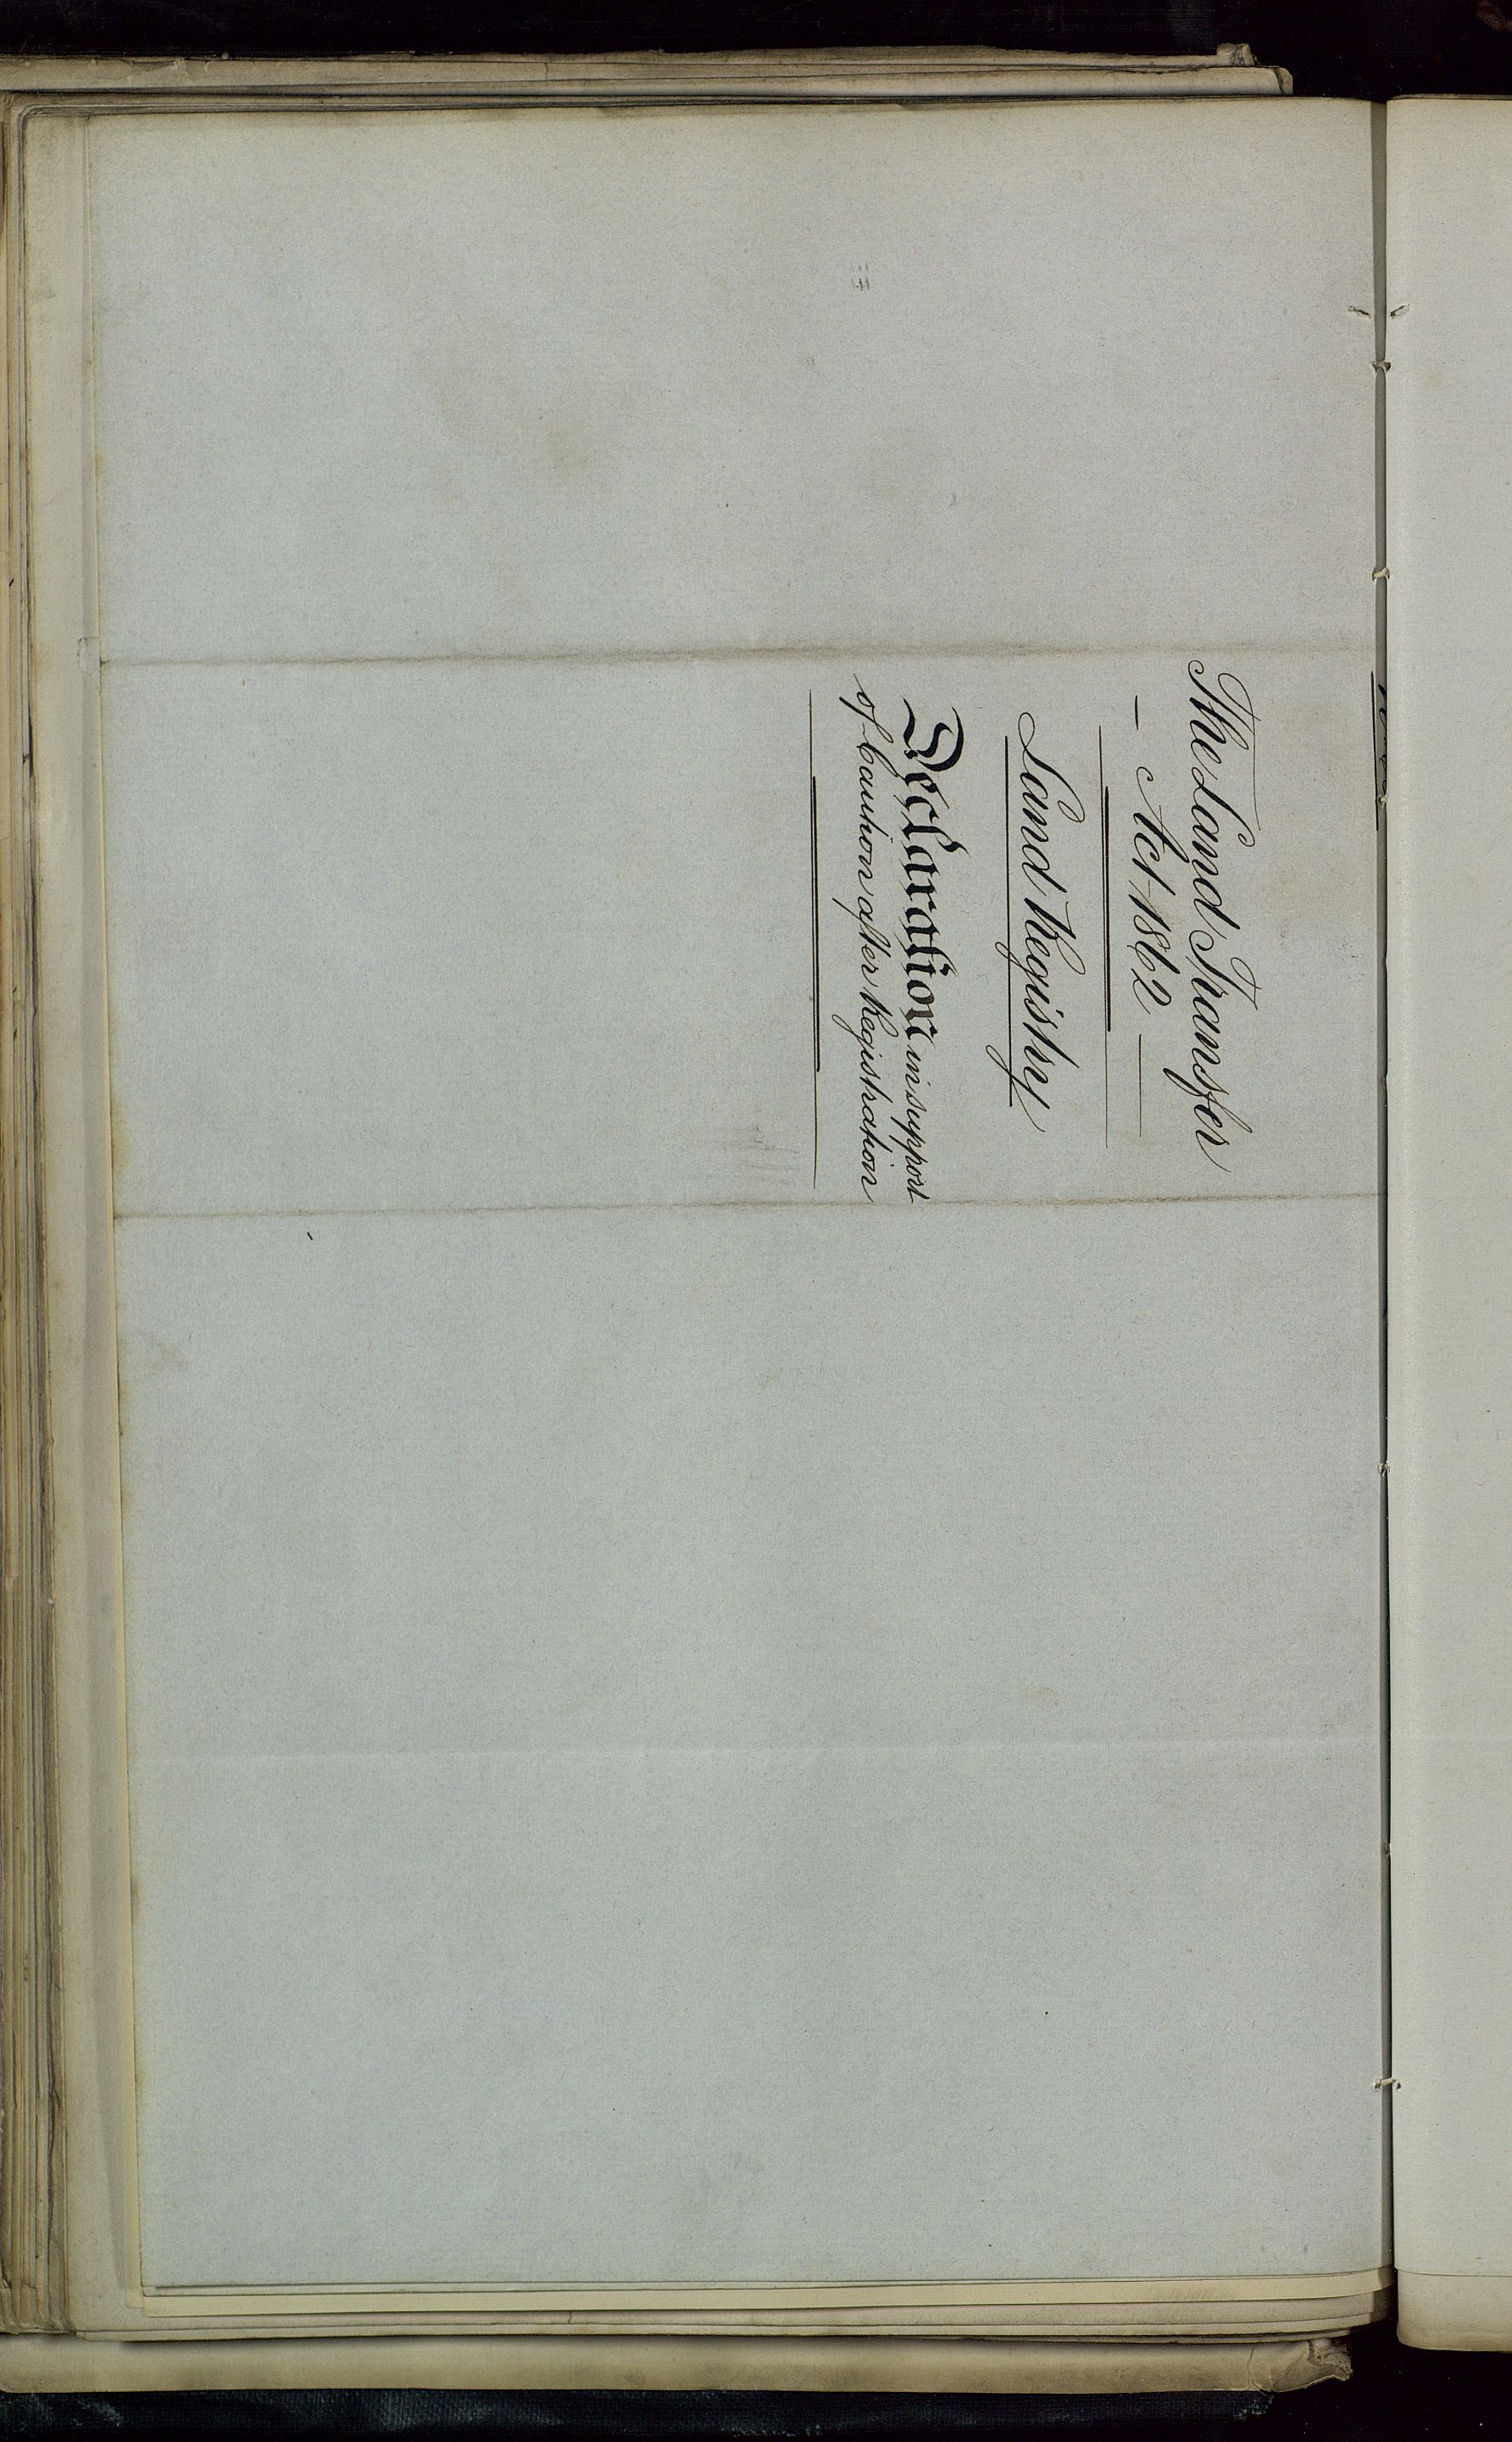 The Land Transfer
– Act 1862 –
Land Registry
Declaration in support
of Caution after Registration